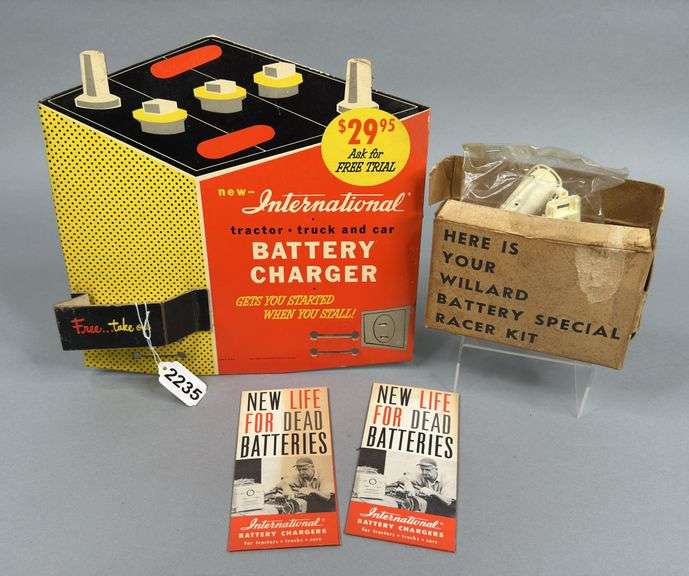 $29.95
Ask for
FREE TRIAL
new-
International
tractor · truck and car
BATTERY
CHARGER
GETS YOU STARTED
WHEN YOU STALL!
Free..take
2235
HERE IS
YOUR
WILLARD
BATTERY SPECIAL
RACER KIT
NEW LIFE
FOR DEAD
BATTERIES
International
BATTERY CHARGERS
for tractors · trucks · cars
NEW LIFE
FOR DEAD
BATTERIES
International
BATTERY CHARGERS
for tractors · trucks · cars